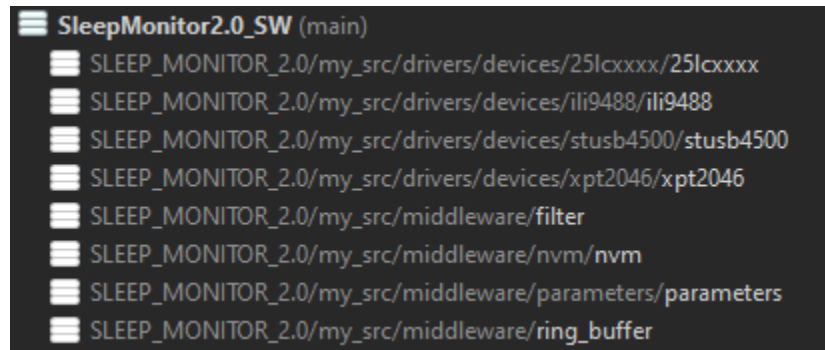 SleepMonitor2.0_SW (main)
SLEEP_MONITOR_2.0/my_src/drivers/devices/25lcxxxx/25lcxxxx
SLEEP_MONITOR_2.0/my_src/drivers/devices/ili9488/ili9488
SLEEP_MONITOR_2.0/my_src/drivers/devices/stusb4500/stusb4500
SLEEP_MONITOR_2.0/my_src/drivers/devices/xpt2046/xpt2046
SLEEP_MONITOR_2.0/my_src/middleware/filter
SLEEP_MONITOR_2.0/my_src/middleware/nvm/nvm
SLEEP_MONITOR_2.0/my_src/middleware/parameters/parameters
SLEEP_MONITOR_2.0/my_src/middleware/ring_buffer